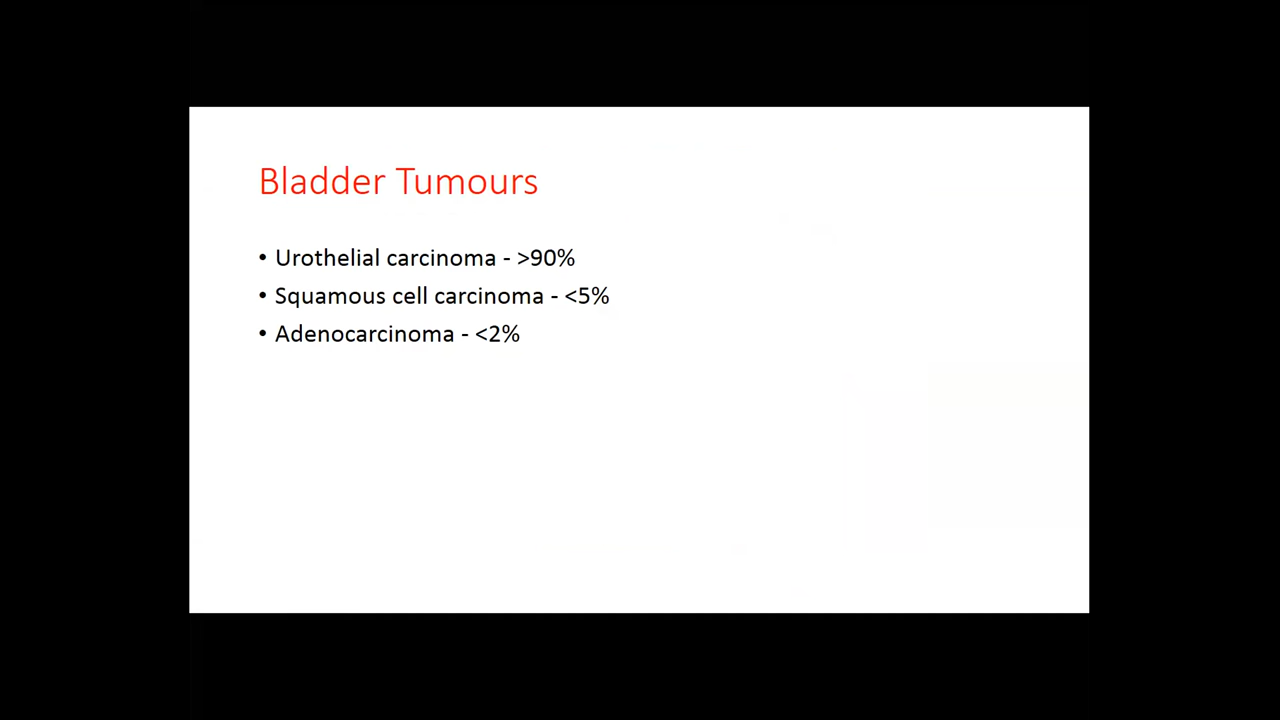 Bladder Tumours
• Urothelial carcinoma - >90%
• Squamous cell carcinoma - <5%
• Adenocarcinoma - <2%